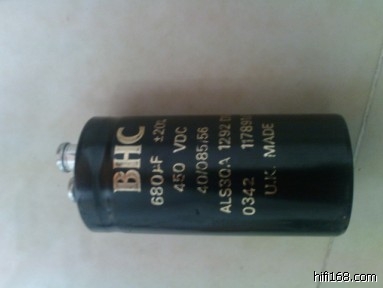 BHC
680µF ±20%
450 VDC
40/085/56
ALS30A 1292
0342
U.K. MADE
hifi168.com